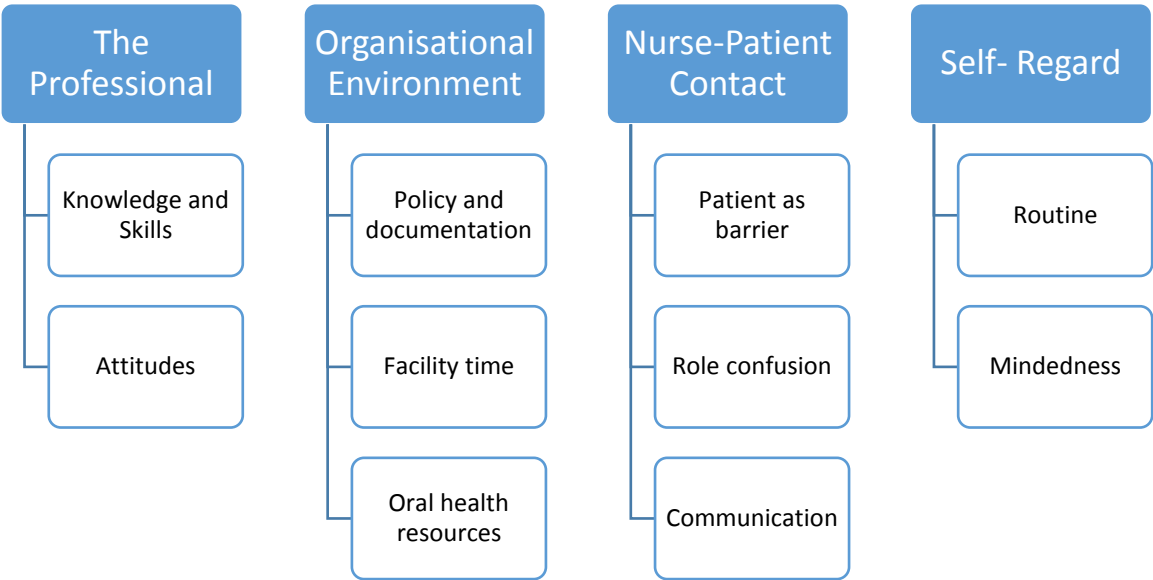 The
Professional
Knowledge and
Skills
Attitudes
Organisational
Environment
Policy and
documentation
Facility time
Oral health
resources
Nurse-Patient
Contact
Patient as
barrier
Role confusion
Communication
Self- Regard
Routine
Mindedness